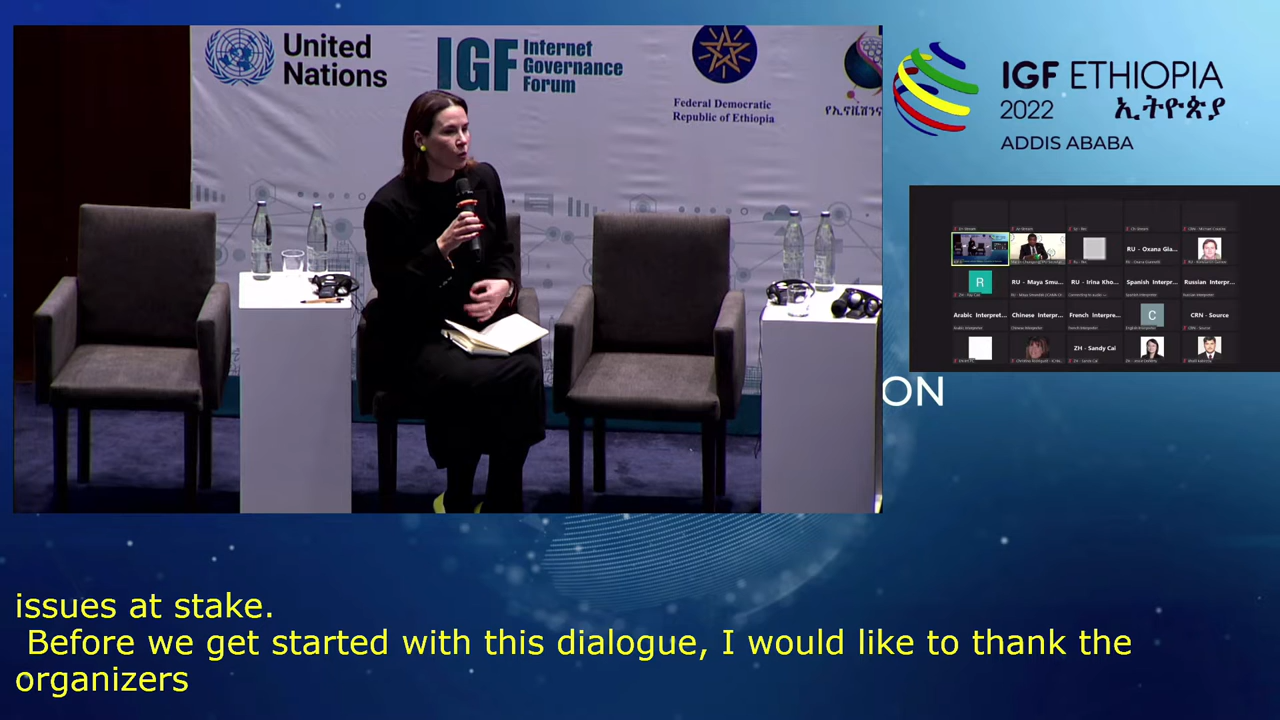 United
Nations
IGF Internet
Governance
Forum
Federal Democratic
Republic of Ethiopia
IGF ETHIOPIA
2022 ኢትዮጵያ
ADDIS ABABA
RU - Oxana Gia...
R
RU - Maya Smu...
RU - Irina Kho...
Spanish Interpr...
Russian Interpr...
Arabic Interpret...
Chinese Interpr...
French Interpre...
C
CRN - Source
ZH - Sandy Cai
ON
issues at stake.
Before we get started with this dialogue, I would like to thank the
organizers